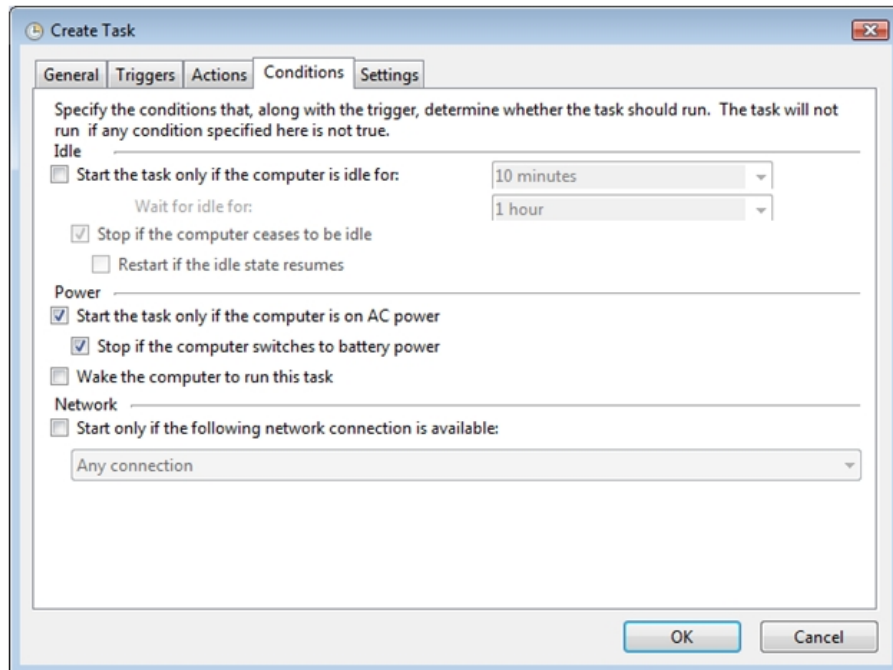 Create Task
General Triggers Actions Conditions Settings
Specify the conditions that, along with the trigger, determine whether the task should run.  The task will not
run  if any condition specified here is not true.
Idle
Start the task only if the computer is idle for: 10 minutes
Wait for idle for: 1 hour
Stop if the computer ceases to be idle
Restart if the idle state resumes
Power
Start the task only if the computer is on AC power
Stop if the computer switches to battery power
Wake the computer to run this task
Network
Start only if the following network connection is available:
Any connection
OK Cancel